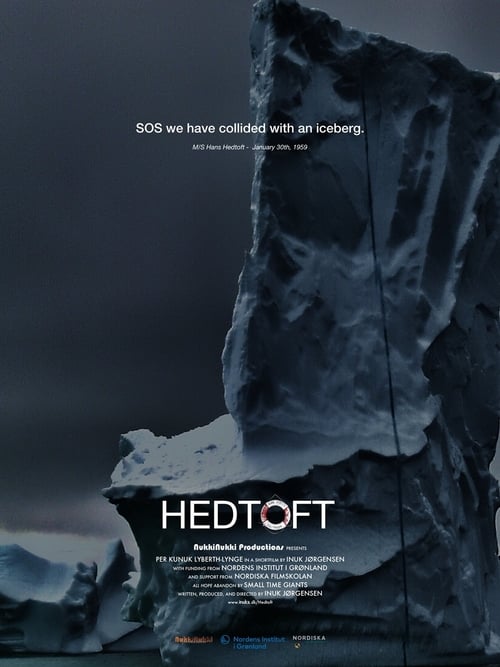 SOS we have collided with an iceberg.
M/S Hans Hedtoft - January 30th, 1959
HEDTOFT
NukkiNukki Productions PRESENTS
PER KUNUK LYBERTH-LYNGE IN A SHORTFILM BY INUK JØRGENSEN
WITH FUNDING FROM NORDENS INSTITUT I GRØNLAND
AND SUPPORT FROM NORDISKA FILMSKOLAN
ALL HOPE ABANDON BY SMALL TIME GIANTS
WRITTEN, PRODUCED, AND DIRECTED BY INUK JØRGENSEN
NukkiNukki
Nordens Institut
i Grønland
NORDISKA